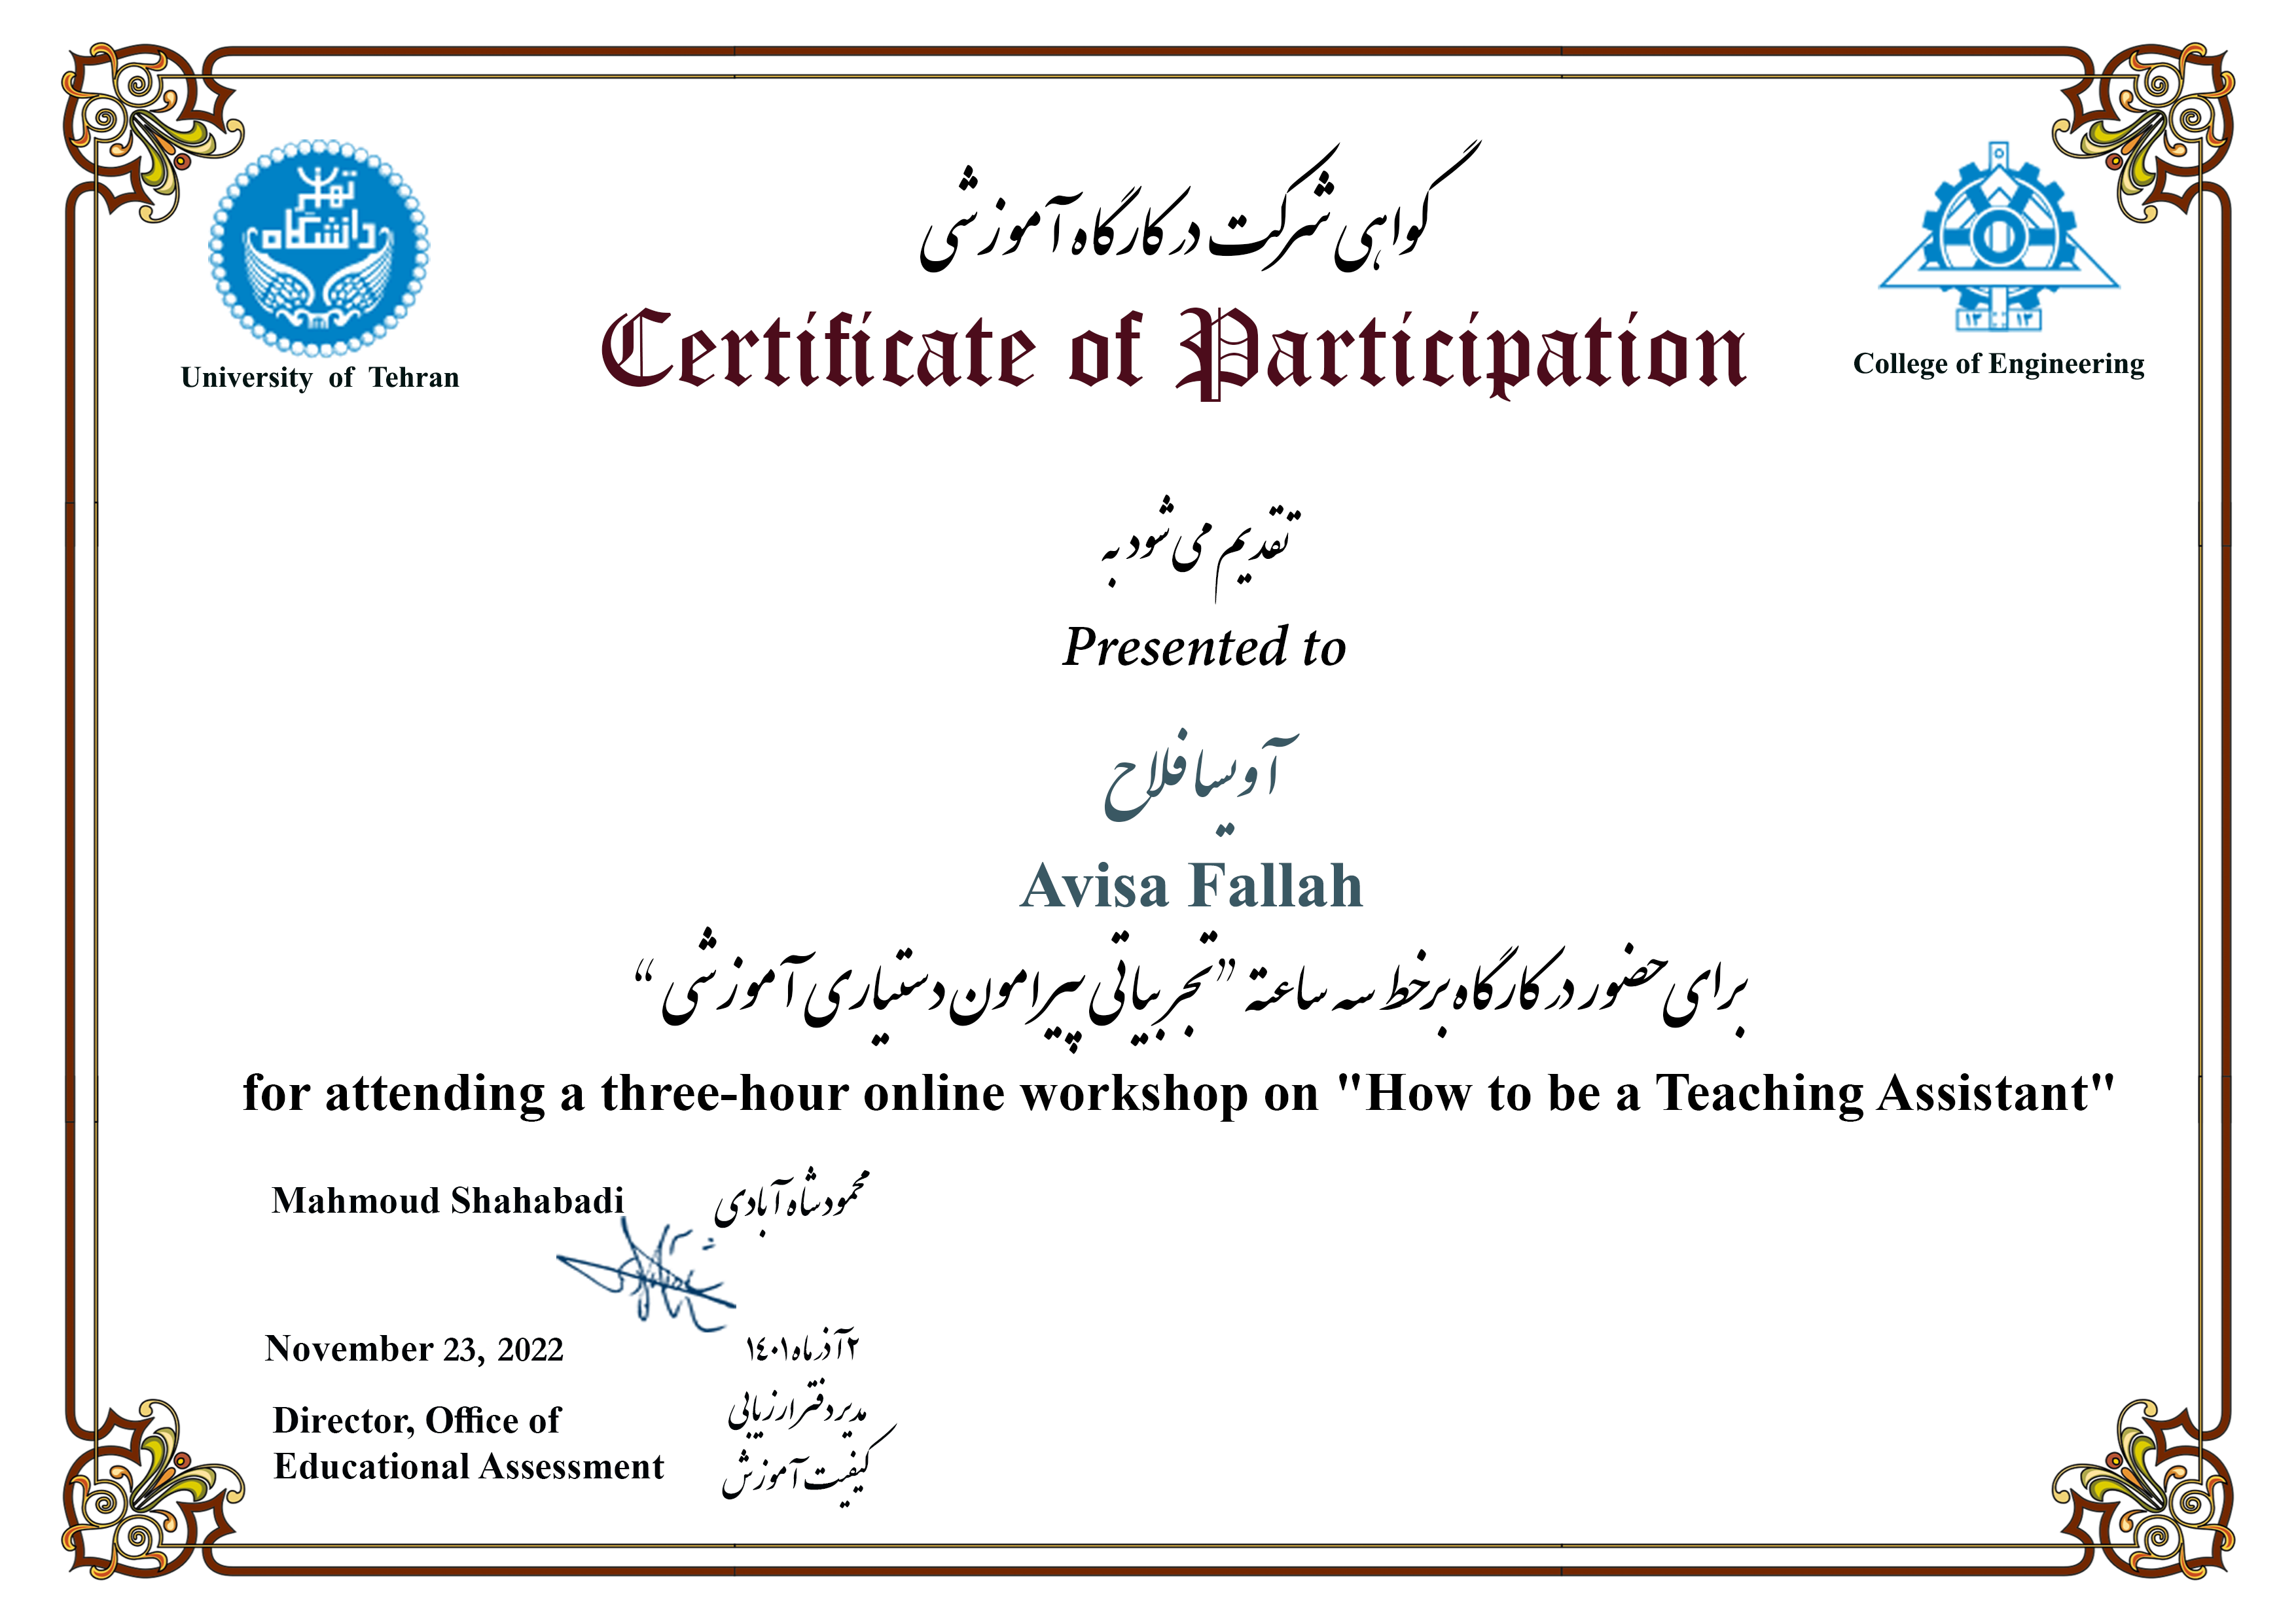 دانشگاه تهران
University of Tehran
۱۳ ۱۳
College of Engineering
گواهی شرکت در کارگاه آموزشی
Certificate of Participation
تقدیم می شود به
Presented to
آویسا فلاح
Avisa Fallah
برای حضور در کارگاه برخط سه ساعته ”تجربیاتی پیرامون دستیاری آموزشی“
for attending a three-hour online workshop on "How to be a Teaching Assistant"
Mahmoud Shahabadi محمود شاه آبادی
November 23, 2022 ۲ آذر ماه ۱۴۰۱
Director, Office of مدیر دفتر ارزیابی
Educational Assessment کیفیت آموزش